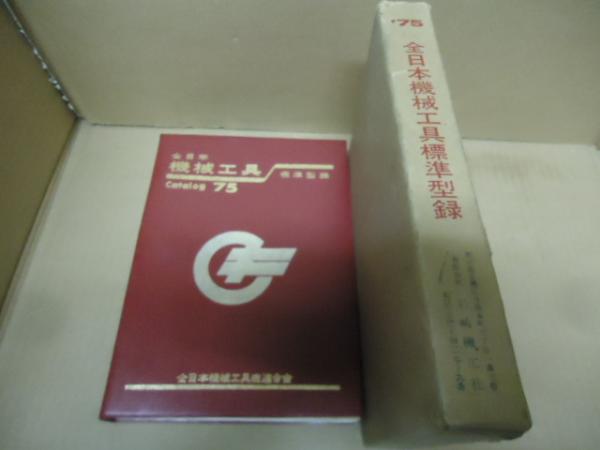 全日本
機械工具
標準型録
Catalog 75
全日本機械工具商連合会
'75
全日本機械工具標準型録